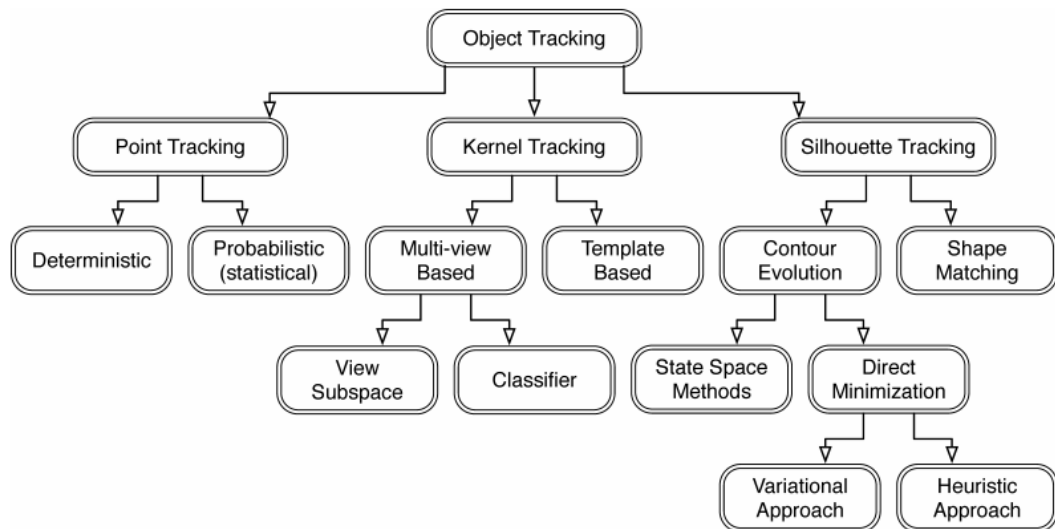 Object Tracking
Point Tracking
Kernel Tracking
Silhouette Tracking
Deterministic
Probabilistic
(statistical)
Multi-view
Based
Template
Based
Contour
Evolution
Shape
Matching
View
Subspace
Classifier
State Space
Methods
Direct
Minimization
Variational
Approach
Heuristic
Approach